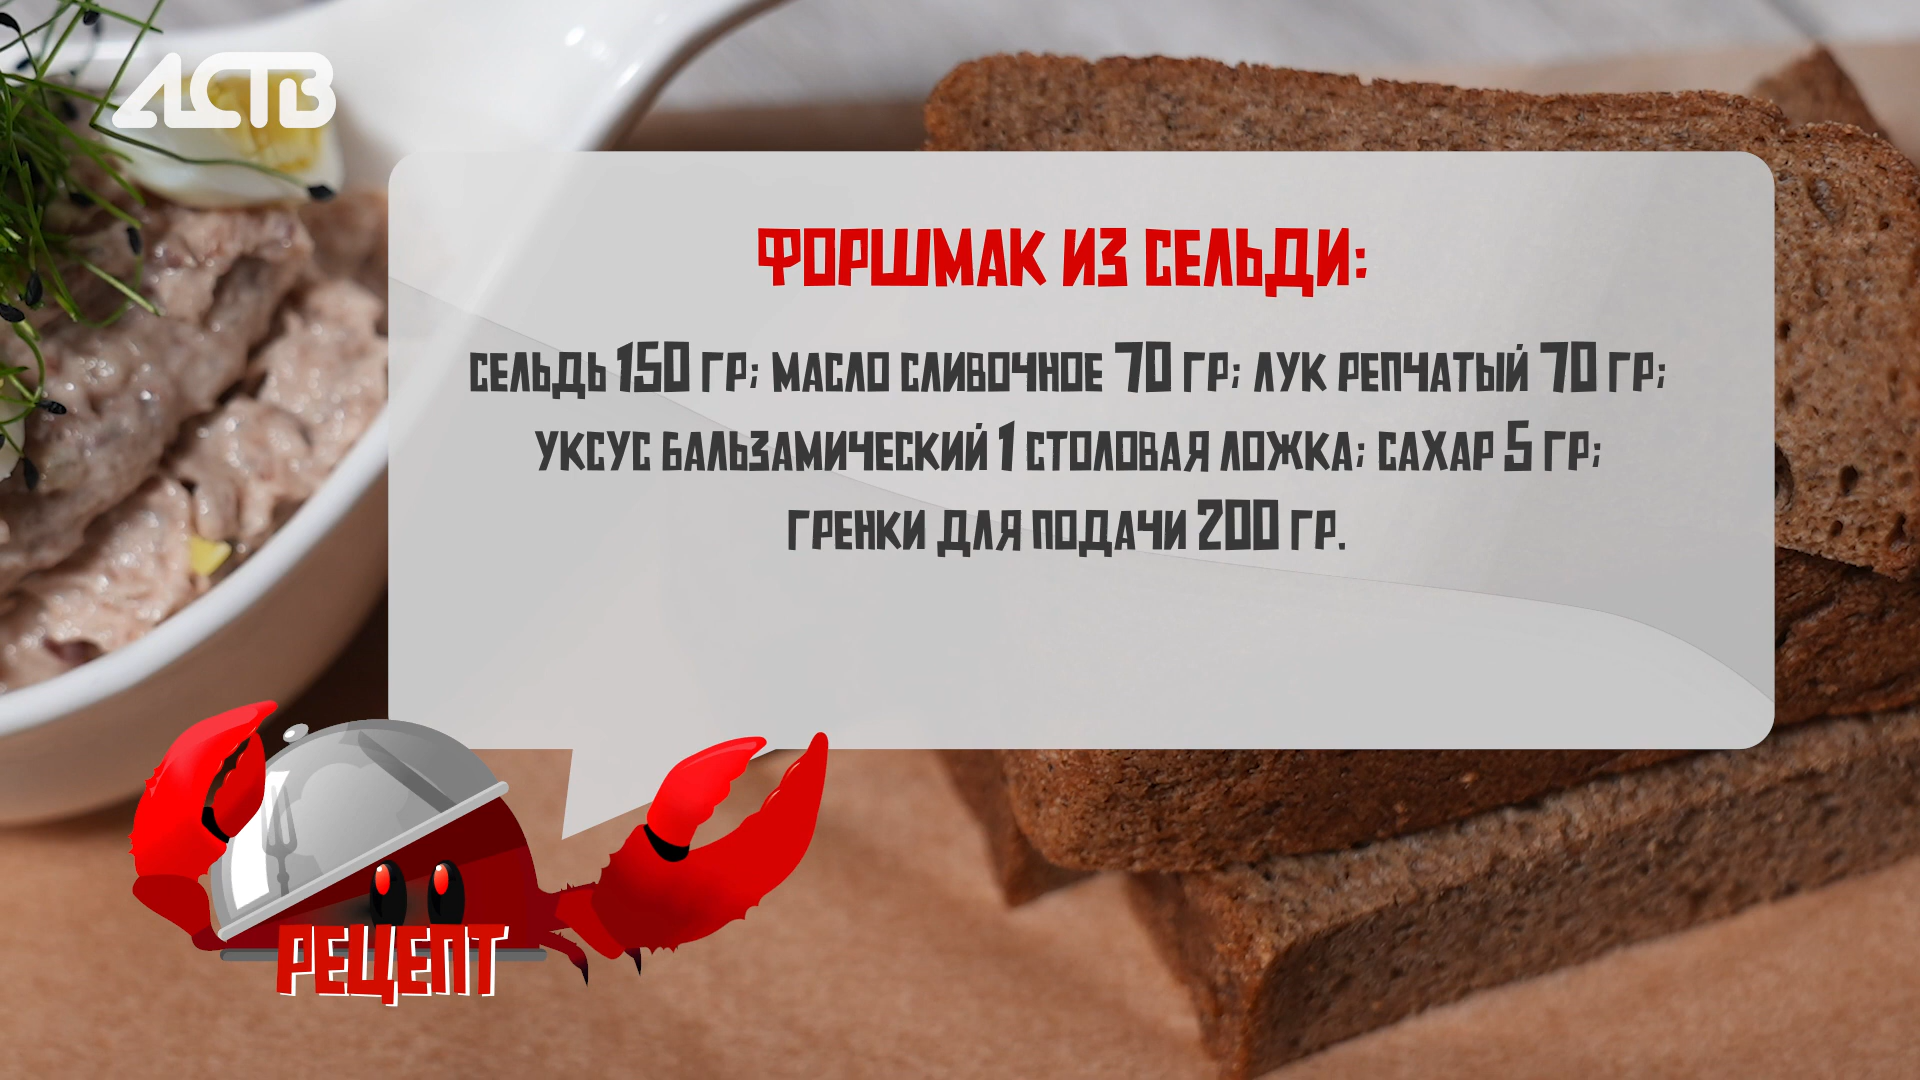 АСТВ
ФОРШМАК ИЗ СЕЛЬДИ:
СЕЛЬДЬ 150 ГР; МАСЛО СЛИВОЧНОЕ 70 ГР; ЛУК РЕПЧАТЫЙ 70 ГР;
УКСУС БАЛЬЗАМИЧЕСКИЙ 1 СТОЛОВАЯ ЛОЖКА; САХАР 5 ГР;
ГРЕНКИ ДЛЯ ПОДАЧИ 200 ГР.
РЕЦЕПТ